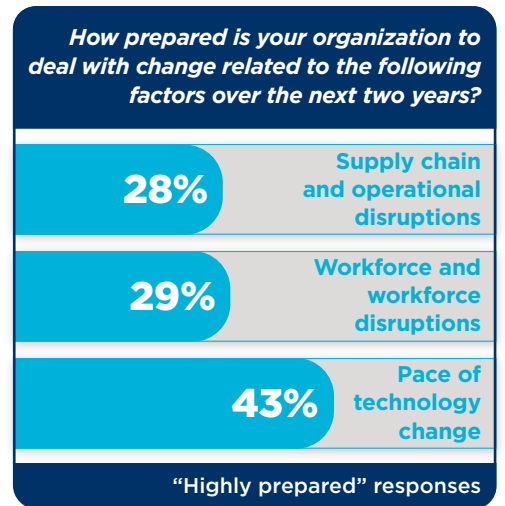 How prepared is your organization to
deal with change related to the following
factors over the next two years?
28%
Supply chain
and operational
disruptions
29%
Workforce and
workforce
disruptions
43%
Pace of
technology
change
“Highly prepared” responses